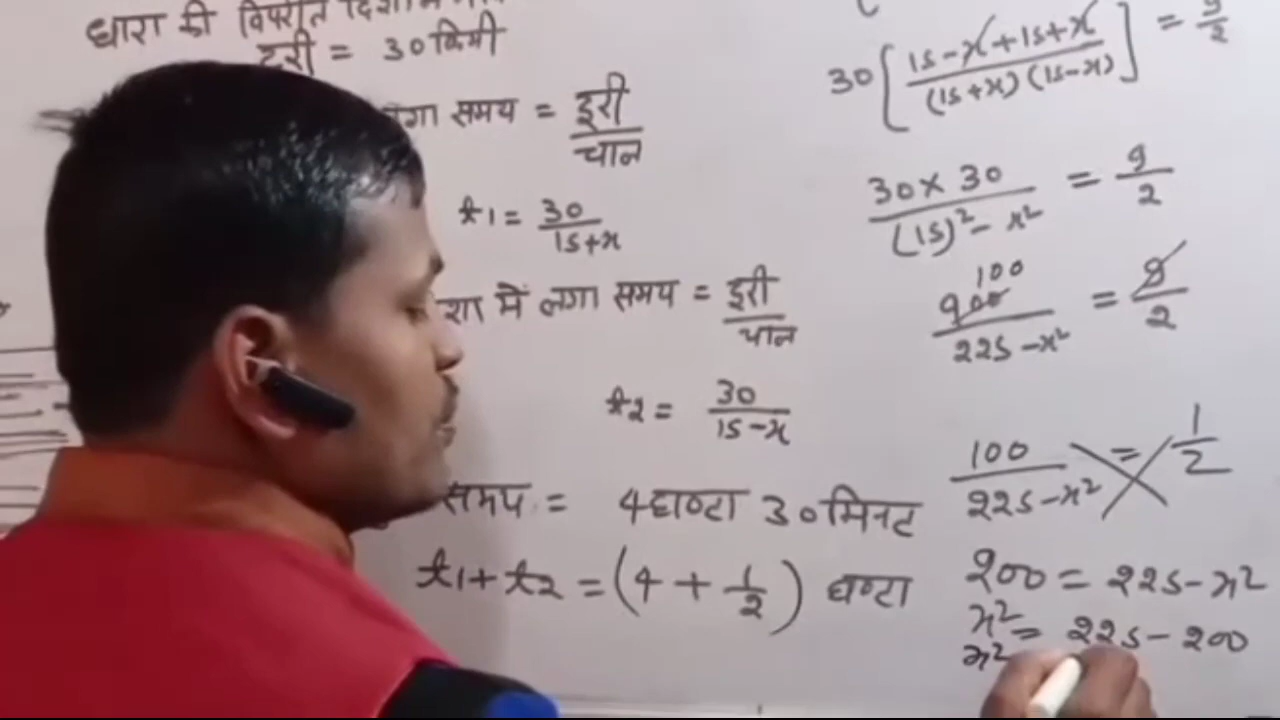 धारा की विपरीत
दूरी = 30 किमी
लगा समय = दूरी / चाल
t1 = 30 / 15+x
में लगा समय = दूरी / चाल
t2 = 30 / 15-x
समय = 4 घण्टा 30 मिनट
t1 + t2 = (4 + 1/2) घण्टा
30 [ 15-x+15+x / (15+x)(15-x) ] = 9/2
30 × 30 / (15)² - x² = 9/2
100
900 / 225-x² = 9/2
100 / 225-x² = 1/2
200 = 225-x²
x² = 225-200
x²